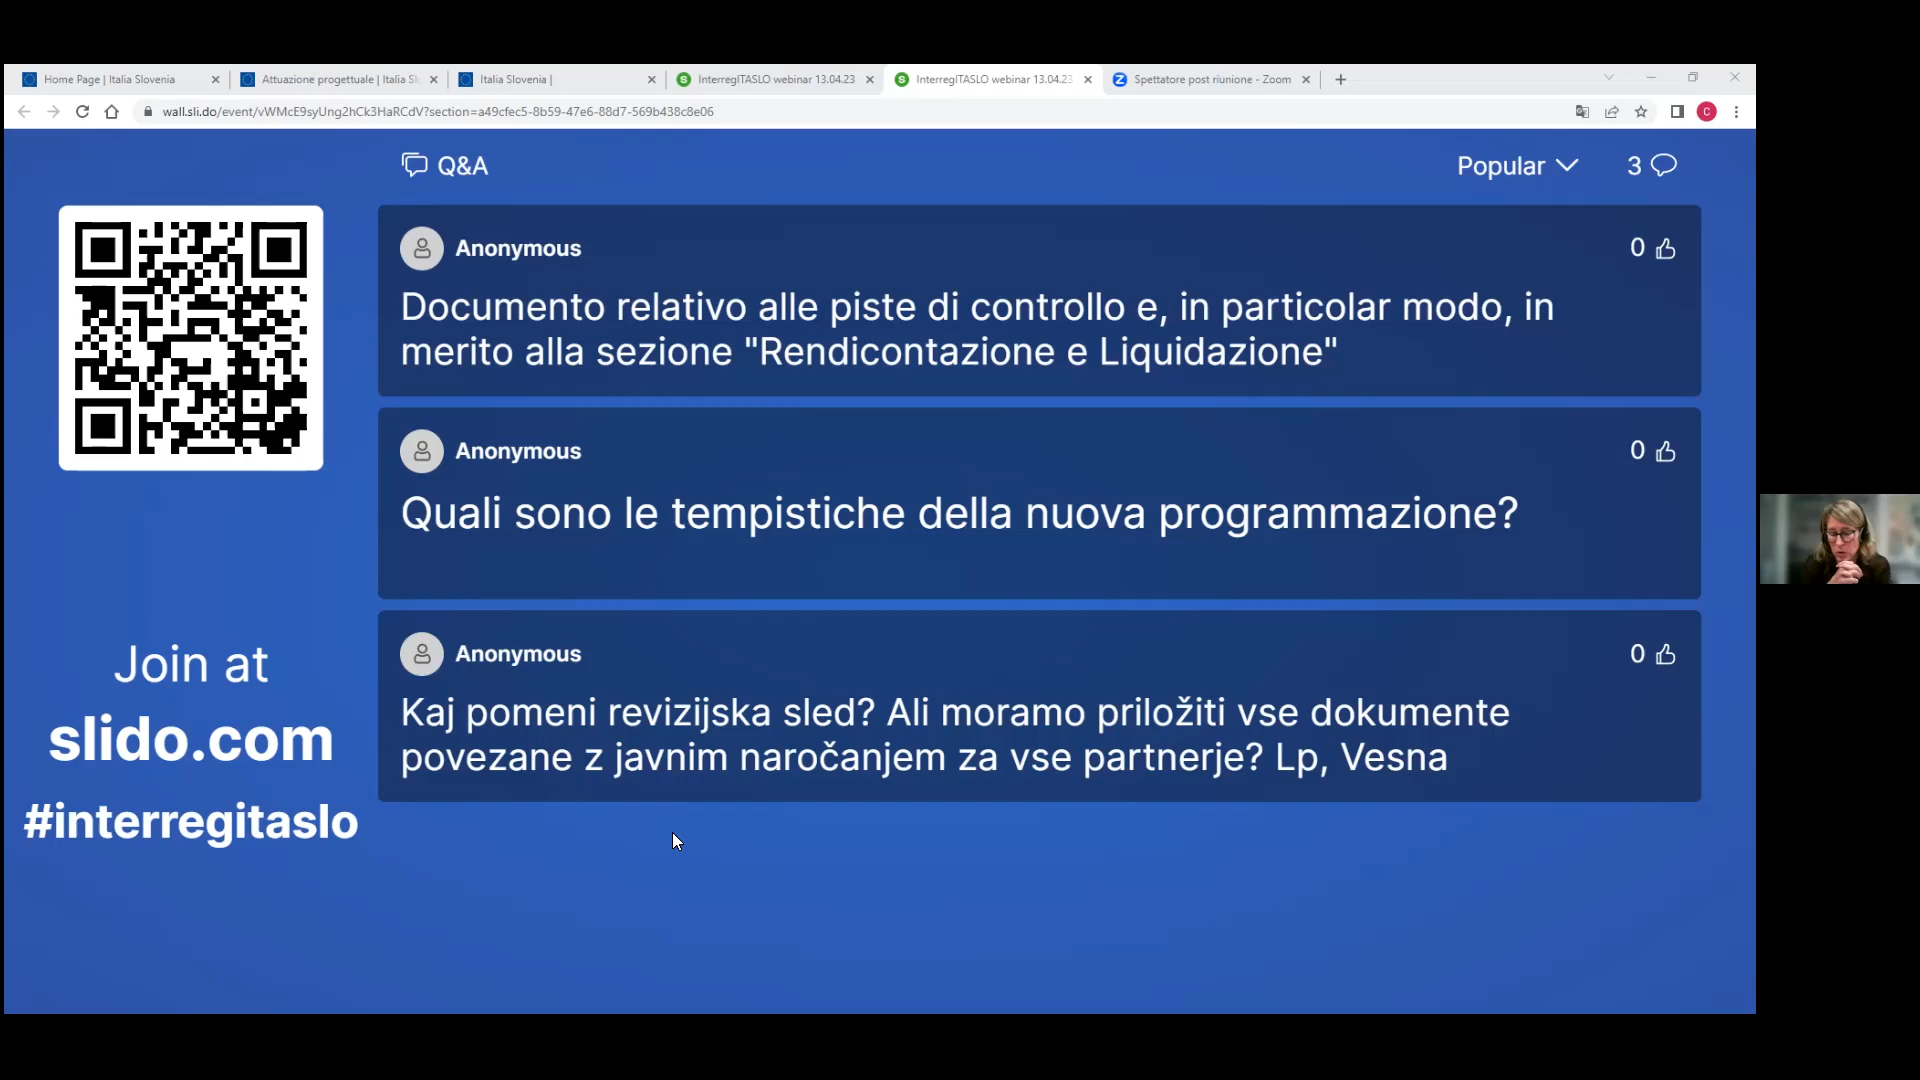 Home Page | Italia Slovenia
Attuazione progettuale | Italia Sl
Italia Slovenia |
InterregITASLO webinar 13.04.23
InterregITASLO webinar 13.04.23
Spettatore post riunione - Zoom
wall.sli.do/event/vWMcE9syUng2hCk3HaRCdV?section=a49cfec5-8b59-47e6-88d7-569b438c8e06
C
Q&A
Popular
3
Anonymous
0
Documento relativo alle piste di controllo e, in particolar modo, in
merito alla sezione "Rendicontazione e Liquidazione"
Anonymous
0
Quali sono le tempistiche della nuova programmazione?
Anonymous
0
Kaj pomeni revizijska sled? Ali moramo priložiti vse dokumente
povezane z javnim naročanjem za vse partnerje? Lp, Vesna
Join at
slido.com
#interregitaslo